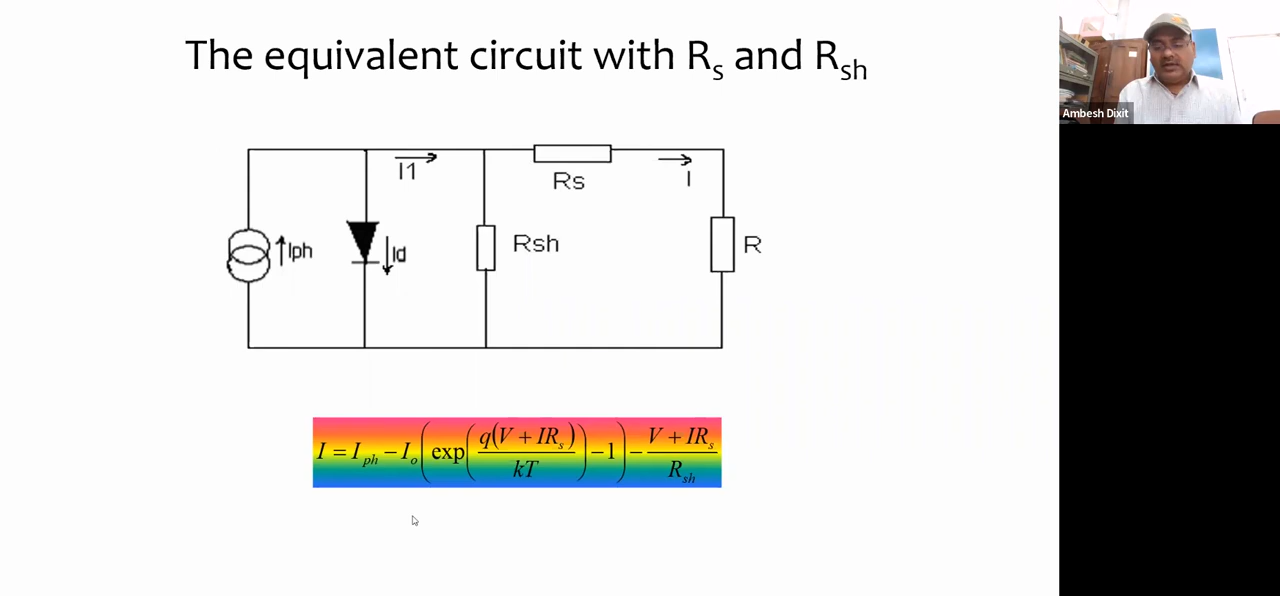 The equivalent circuit with Rs and Rsh
Ambesh Dixit
I1
Rs
I
Iph
Id
Rsh
R
I = Iph − Io ( exp ( q(V + IRs) / kT ) − 1 ) − (V + IRs) / Rsh